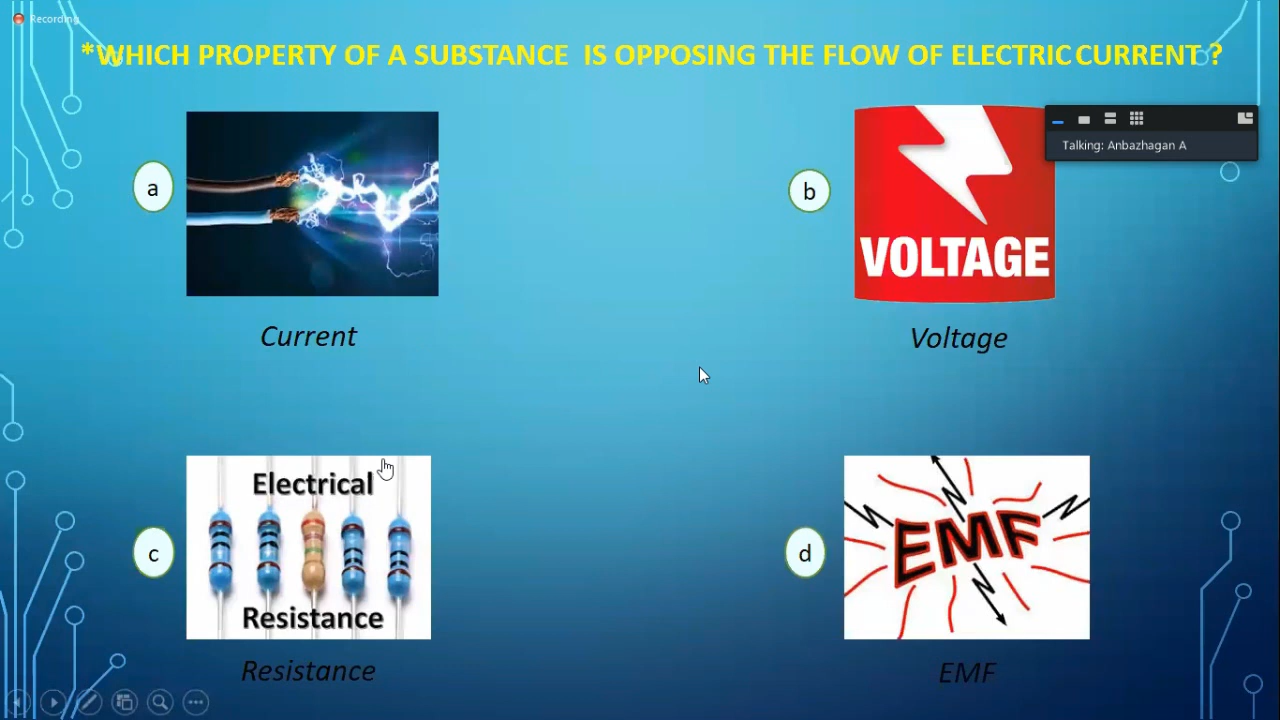 Recording
*WHICH PROPERTY OF A SUBSTANCE IS OPPOSING THE FLOW OF ELECTRIC CURRENT ?
Talking: Anbazhagan A
a
b
VOLTAGE
Current
Voltage
Electrical
Resistance
c
d
EMF
Resistance
EMF